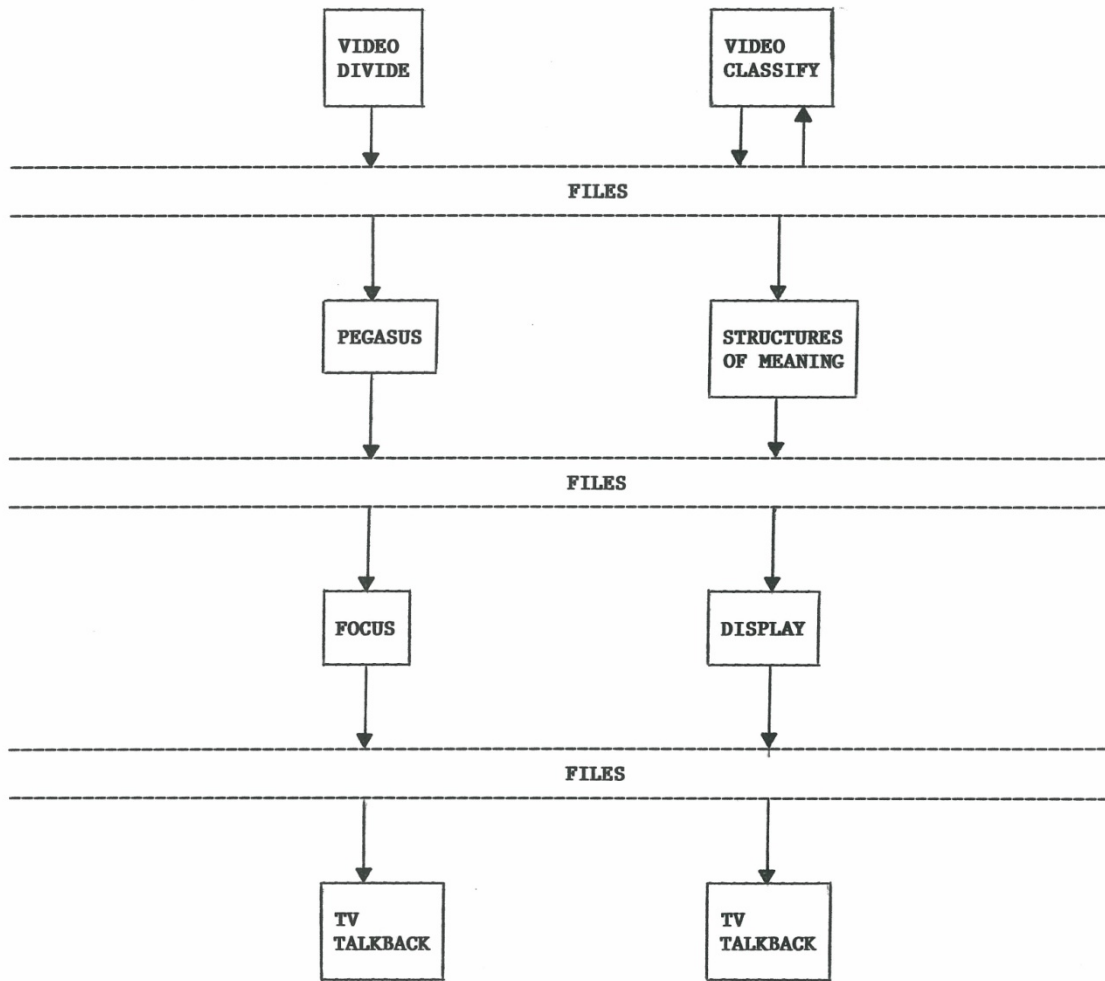 VIDEO
DIVIDE
VIDEO
CLASSIFY
FILES
PEGASUS
STRUCTURES
OF MEANING
FILES
FOCUS
DISPLAY
FILES
TV
TALKBACK
TV
TALKBACK